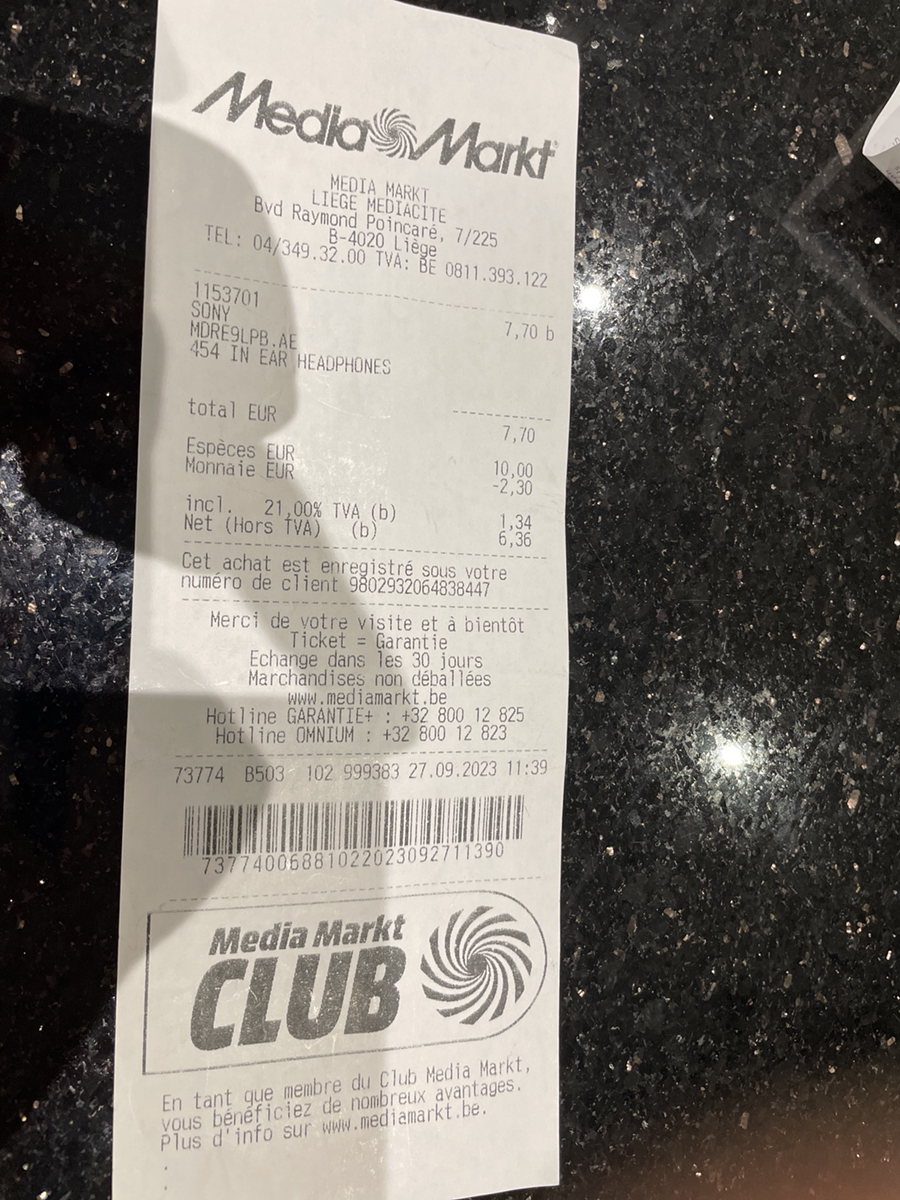 Media Markt
MEDIA MARKT
LIEGE MEDIACITE
Bvd Raymond Poincaré, 7/225
B-4020 Liège
TEL: 04/349.32.00 TVA: BE 0811.393.122
1153701
SONY 7,70 b
MDRE9LPB.AE
454 IN EAR HEADPHONES
total EUR 7,70
Espèces EUR 10,00
Monnaie EUR -2,30
incl. 21,00% TVA (b) 1,34
Net (Hors TVA) (b) 6,36
Cet achat est enregistré sous votre
numéro de client 9802932064838447
Merci de votre visite et à bientôt
Ticket = Garantie
Echange dans les 30 jours
Marchandises non déballées
www.mediamarkt.be
Hotline GARANTIE+ : +32 800 12 825
Hotline OMNIUM : +32 800 12 823
73774 B503 102 999383 27.09.2023 11:39
73774006881022023092711390
Media Markt
CLUB
En tant que membre du Club Media Markt,
vous bénéficiez de nombreux avantages.
Plus d'info sur www.mediamarkt.be.